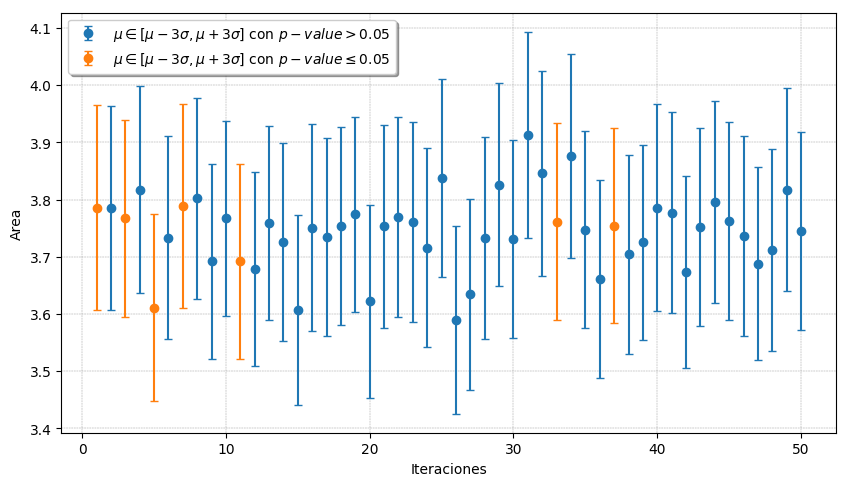 μ ∈ [μ − 3σ, μ + 3σ] con p − value > 0.05
μ ∈ [μ − 3σ, μ + 3σ] con p − value ≤ 0.05
4.1
4.0
3.9
3.8
3.7
3.6
3.5
3.4
Area
0 10 20 30 40 50
Iteraciones